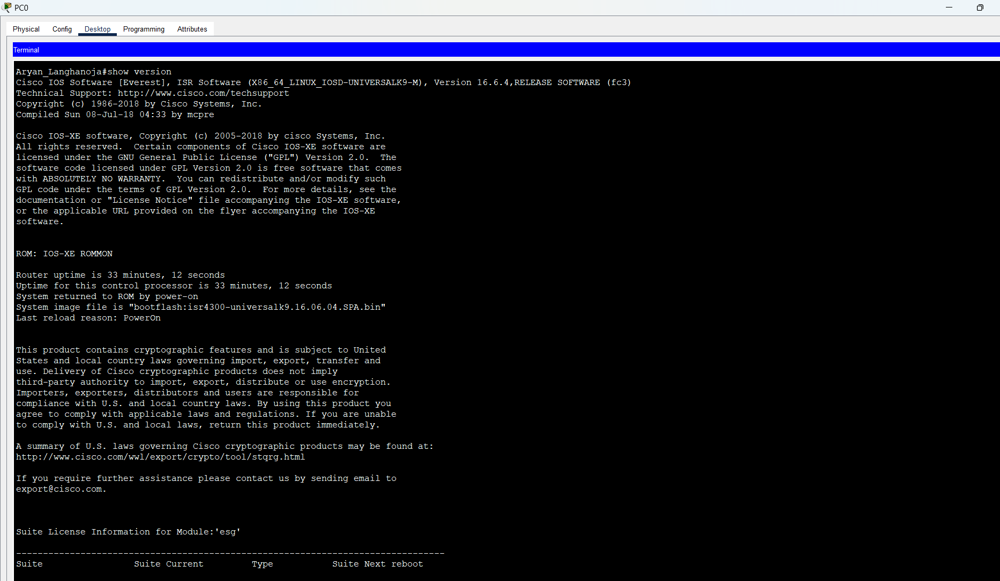 PC0
Physical Config Desktop Programming Attributes
Terminal
Aryan_Langhanoja#show version
Cisco IOS Software [Everest], ISR Software (X86_64_LINUX_IOSD-UNIVERSALK9-M), Version 16.6.4,RELEASE SOFTWARE (fc3)
Technical Support: http://www.cisco.com/techsupport
Copyright (c) 1986-2018 by Cisco Systems, Inc.
Compiled Sun 08-Jul-18 04:33 by mcpre
Cisco IOS-XE software, Copyright (c) 2005-2018 by cisco Systems, Inc.
All rights reserved.  Certain components of Cisco IOS-XE software are
licensed under the GNU General Public License ("GPL") Version 2.0.  The
software code licensed under GPL Version 2.0 is free software that comes
with ABSOLUTELY NO WARRANTY.  You can redistribute and/or modify such
GPL code under the terms of GPL Version 2.0.  For more details, see the
documentation or "License Notice" file accompanying the IOS-XE software,
or the applicable URL provided on the flyer accompanying the IOS-XE
software.
ROM: IOS-XE ROMMON
Router uptime is 33 minutes, 12 seconds
Uptime for this control processor is 33 minutes, 12 seconds
System returned to ROM by power-on
System image file is "bootflash:isr4300-universalk9.16.06.04.SPA.bin"
Last reload reason: PowerOn
This product contains cryptographic features and is subject to United
States and local country laws governing import, export, transfer and
use. Delivery of Cisco cryptographic products does not imply
third-party authority to import, export, distribute or use encryption.
Importers, exporters, distributors and users are responsible for
compliance with U.S. and local country laws. By using this product you
agree to comply with applicable laws and regulations. If you are unable
to comply with U.S. and local laws, return this product immediately.
A summary of U.S. laws governing Cisco cryptographic products may be found at:
http://www.cisco.com/wwl/export/crypto/tool/stqrg.html
If you require further assistance please contact us by sending email to
export@cisco.com.
Suite License Information for Module:'esg'
--------------------------------------------------------------------------------
Suite                 Suite Current         Type           Suite Next reboot